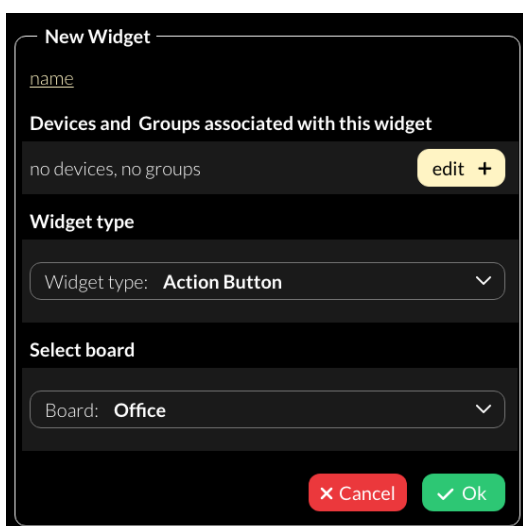 New Widget
name
Devices and  Groups associated with this widget
no devices, no groups
edit +
Widget type
Widget type: Action Button
Select board
Board: Office
Cancel
Ok